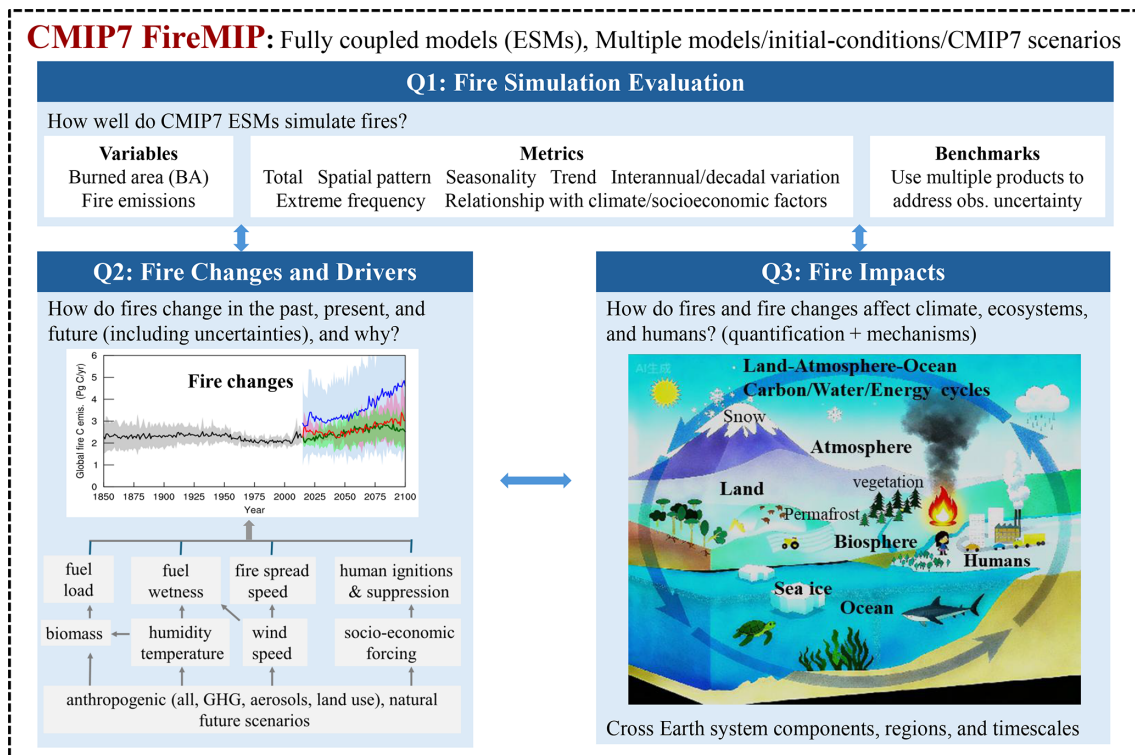 CMIP7 FireMIP: Fully coupled models (ESMs), Multiple models/initial-conditions/CMIP7 scenarios
Q1: Fire Simulation Evaluation
How well do CMIP7 ESMs simulate fires?
Variables
Burned area (BA)
Fire emissions
Metrics
Total Spatial pattern Seasonality Trend Interannual/decadal variation
Extreme frequency Relationship with climate/socioeconomic factors
Benchmarks
Use multiple products to
address obs. uncertainty
Q2: Fire Changes and Drivers
How do fires change in the past, present, and
future (including uncertainties), and why?
Fire changes
Global fire C emis. (Pg C/yr)
6
5
4
3
2
1
0
1850 1875 1900 1925 1950 1975 2000 2025 2050 2075 2100
Year
fuel
load
fuel
wetness
fire spread
speed
human ignitions
& suppression
biomass
humidity
temperature
wind
speed
socio-economic
forcing
anthropogenic (all, GHG, aerosols, land use), natural
future scenarios
Q3: Fire Impacts
How do fires and fire changes affect climate, ecosystems,
and humans? (quantification + mechanisms)
AI生成
Land-Atmosphere-Ocean
Carbon/Water/Energy cycles
Snow
Atmosphere
Land
vegetation
Permafrost
Biosphere
Humans
Sea ice
Ocean
Cross Earth system components, regions, and timescales